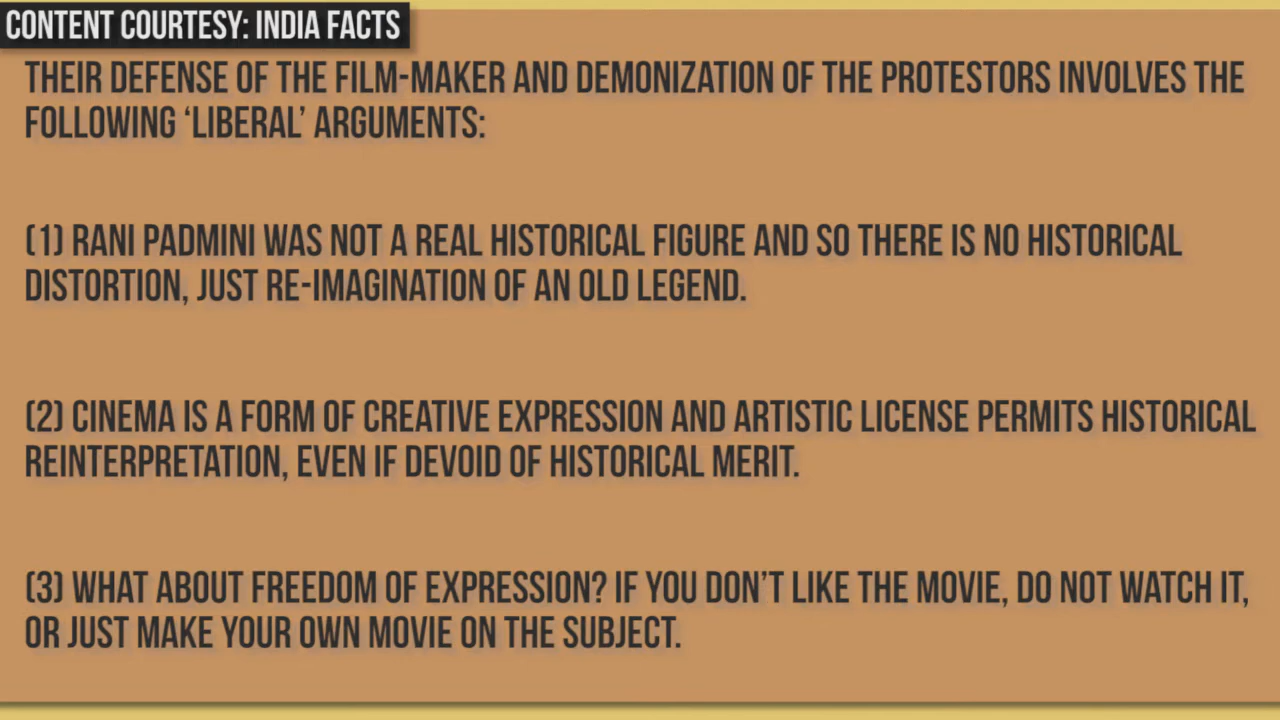 CONTENT COURTESY: INDIA FACTS
THEIR DEFENSE OF THE FILM-MAKER AND DEMONIZATION OF THE PROTESTORS INVOLVES THE
FOLLOWING ‘LIBERAL’ ARGUMENTS:
(1) RANI PADMINI WAS NOT A REAL HISTORICAL FIGURE AND SO THERE IS NO HISTORICAL
DISTORTION, JUST RE-IMAGINATION OF AN OLD LEGEND.
(2) CINEMA IS A FORM OF CREATIVE EXPRESSION AND ARTISTIC LICENSE PERMITS HISTORICAL
REINTERPRETATION, EVEN IF DEVOID OF HISTORICAL MERIT.
(3) WHAT ABOUT FREEDOM OF EXPRESSION? IF YOU DON’T LIKE THE MOVIE, DO NOT WATCH IT,
OR JUST MAKE YOUR OWN MOVIE ON THE SUBJECT.